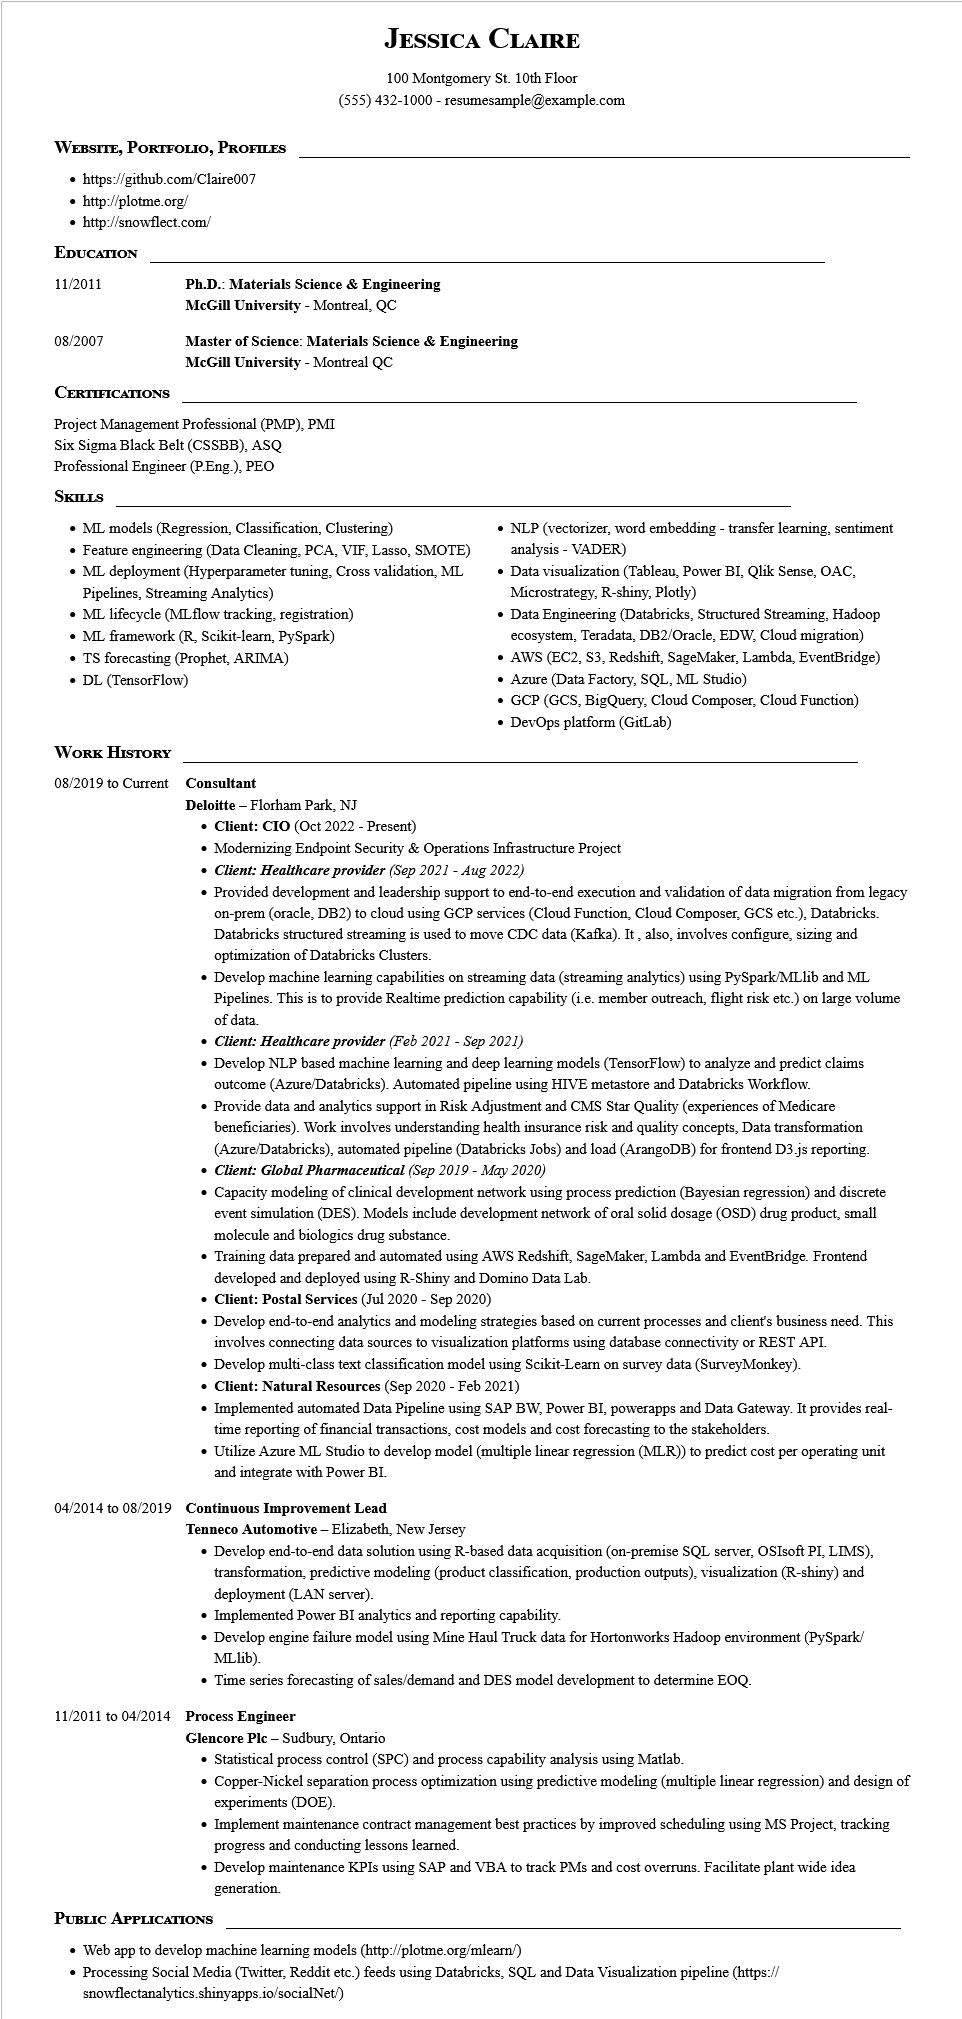 Jessica Claire
100 Montgomery St. 10th Floor
(555) 432-1000 - resumesample@example.com
Website, Portfolio, Profiles
• https://github.com/Claire007
• http://plotme.org/
• http://snowflect.com/
Education
11/2011 Ph.D.: Materials Science & Engineering
McGill University - Montreal, QC
08/2007 Master of Science: Materials Science & Engineering
McGill University - Montreal QC
Certifications
Project Management Professional (PMP), PMI
Six Sigma Black Belt (CSSBB), ASQ
Professional Engineer (P.Eng.), PEO
Skills
• ML models (Regression, Classification, Clustering)
• Feature engineering (Data Cleaning, PCA, VIF, Lasso, SMOTE)
• ML deployment (Hyperparameter tuning, Cross validation, ML
Pipelines, Streaming Analytics)
• ML lifecycle (MLflow tracking, registration)
• ML framework (R, Scikit-learn, PySpark)
• TS forecasting (Prophet, ARIMA)
• DL (TensorFlow)
• NLP (vectorizer, word embedding - transfer learning, sentiment
analysis - VADER)
• Data visualization (Tableau, Power BI, Qlik Sense, OAC,
Microstrategy, R-shiny, Plotly)
• Data Engineering (Databricks, Structured Streaming, Hadoop
ecosystem, Teradata, DB2/Oracle, EDW, Cloud migration)
• AWS (EC2, S3, Redshift, SageMaker, Lambda, EventBridge)
• Azure (Data Factory, SQL, ML Studio)
• GCP (GCS, BigQuery, Cloud Composer, Cloud Function)
• DevOps platform (GitLab)
Work History
08/2019 to Current Consultant
Deloitte – Florham Park, NJ
• Client: CIO (Oct 2022 - Present)
• Modernizing Endpoint Security & Operations Infrastructure Project
• Client: Healthcare provider (Sep 2021 - Aug 2022)
• Provided development and leadership support to end-to-end execution and validation of data migration from legacy
on-prem (oracle, DB2) to cloud using GCP services (Cloud Function, Cloud Composer, GCS etc.), Databricks.
Databricks structured streaming is used to move CDC data (Kafka). It , also, involves configure, sizing and
optimization of Databricks Clusters.
• Develop machine learning capabilities on streaming data (streaming analytics) using PySpark/MLlib and ML
Pipelines. This is to provide Realtime prediction capability (i.e. member outreach, flight risk etc.) on large volume
of data.
• Client: Healthcare provider (Feb 2021 - Sep 2021)
• Develop NLP based machine learning and deep learning models (TensorFlow) to analyze and predict claims
outcome (Azure/Databricks). Automated pipeline using HIVE metastore and Databricks Workflow.
• Provide data and analytics support in Risk Adjustment and CMS Star Quality (experiences of Medicare
beneficiaries). Work involves understanding health insurance risk and quality concepts, Data transformation
(Azure/Databricks), automated pipeline (Databricks Jobs) and load (ArangoDB) for frontend D3.js reporting.
• Client: Global Pharmaceutical (Sep 2019 - May 2020)
• Capacity modeling of clinical development network using process prediction (Bayesian regression) and discrete
event simulation (DES). Models include development network of oral solid dosage (OSD) drug product, small
molecule and biologics drug substance.
• Training data prepared and automated using AWS Redshift, SageMaker, Lambda and EventBridge. Frontend
developed and deployed using R-Shiny and Domino Data Lab.
• Client: Postal Services (Jul 2020 - Sep 2020)
• Develop end-to-end analytics and modeling strategies based on current processes and client's business need. This
involves connecting data sources to visualization platforms using database connectivity or REST API.
• Develop multi-class text classification model using Scikit-Learn on survey data (SurveyMonkey).
• Client: Natural Resources (Sep 2020 - Feb 2021)
• Implemented automated Data Pipeline using SAP BW, Power BI, powerapps and Data Gateway. It provides real-
time reporting of financial transactions, cost models and cost forecasting to the stakeholders.
• Utilize Azure ML Studio to develop model (multiple linear regression (MLR)) to predict cost per operating unit
and integrate with Power BI.
04/2014 to 08/2019 Continuous Improvement Lead
Tenneco Automotive – Elizabeth, New Jersey
• Develop end-to-end data solution using R-based data acquisition (on-premise SQL server, OSIsoft PI, LIMS),
transformation, predictive modeling (product classification, production outputs), visualization (R-shiny) and
deployment (LAN server).
• Implemented Power BI analytics and reporting capability.
• Develop engine failure model using Mine Haul Truck data for Hortonworks Hadoop environment (PySpark/
MLlib).
• Time series forecasting of sales/demand and DES model development to determine EOQ.
11/2011 to 04/2014 Process Engineer
Glencore Plc – Sudbury, Ontario
• Statistical process control (SPC) and process capability analysis using Matlab.
• Copper-Nickel separation process optimization using predictive modeling (multiple linear regression) and design of
experiments (DOE).
• Implement maintenance contract management best practices by improved scheduling using MS Project, tracking
progress and conducting lessons learned.
• Develop maintenance KPIs using SAP and VBA to track PMs and cost overruns. Facilitate plant wide idea
generation.
Public Applications
• Web app to develop machine learning models (http://plotme.org/mlearn/)
• Processing Social Media (Twitter, Reddit etc.) feeds using Databricks, SQL and Data Visualization pipeline (https://
snowflectanalytics.shinyapps.io/socialNet/)